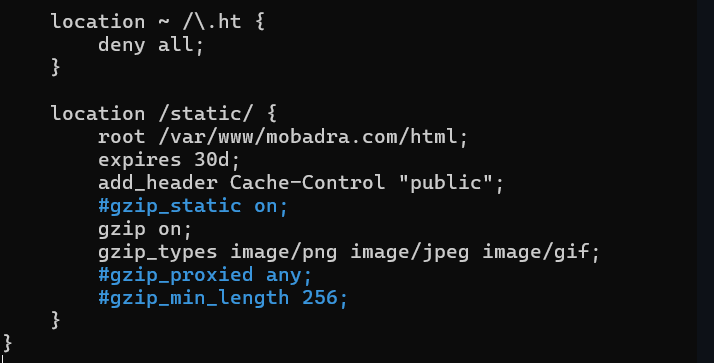 location ~ /\.ht {
deny all;
}
location /static/ {
root /var/www/mobadra.com/html;
expires 30d;
add_header Cache-Control "public";
#gzip_static on;
gzip on;
gzip_types image/png image/jpeg image/gif;
#gzip_proxied any;
#gzip_min_length 256;
}
}